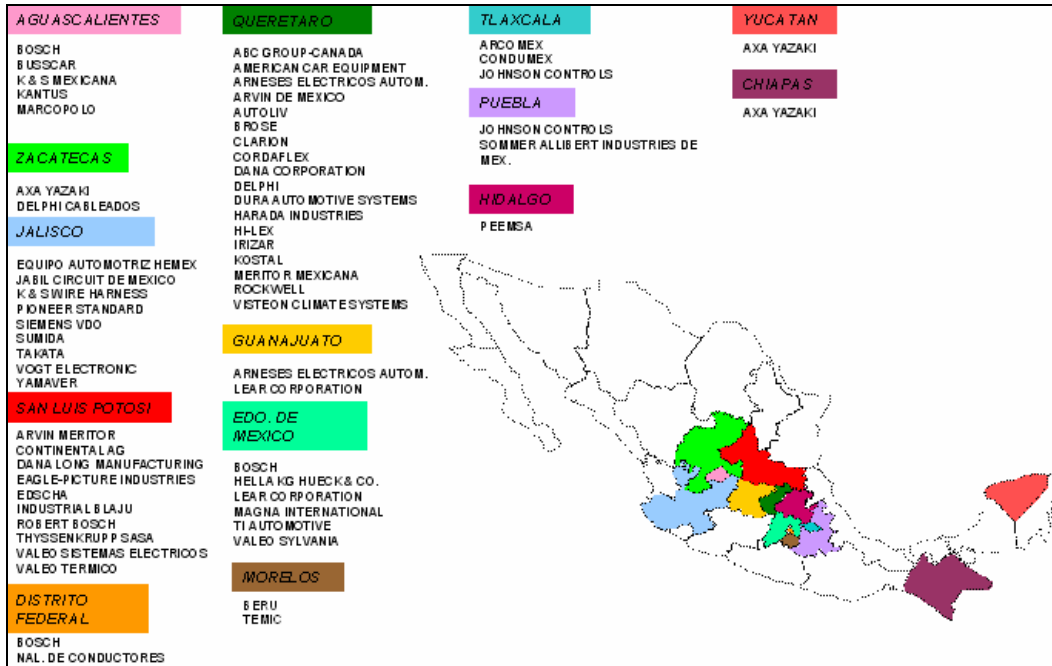 AGUASCALIENTES
BOSCH
BUSSCAR
K & S MEXICANA
KANTUS
MARCOPOLO
ZACATECAS
AXA YAZAKI
DELPHI CABLEADOS
JALISCO
EQUIPO AUTOMOTRIZ HEMEX
JABIL CIRCUIT DE MEXICO
K & S WIRE HARNESS
PIONEER STANDARD
SIEMENS VDO
SUMIDA
TAKATA
VOGT ELECTRONIC
YAMAVER
SAN LUIS POTOSI
ARVIN MERITOR
CONTINENTAL AG
DANA LONG MANUFACTURING
EAGLE-PICTURE INDUSTRIES
EDSCHA
INDUSTRIAL BLAJU
ROBERT BOSCH
THYSSENKRUPP SASA
VALEO SISTEMAS ELECTRICOS
VALEO TERMICO
DISTRITO
FEDERAL
BOSCH
NAL. DE CONDUCTORES
QUERETARO
ABC GROUP-CANADA
AMERICAN CAR EQUIPMENT
ARNESES ELECTRICOS AUTOM.
ARVIN DE MEXICO
AUTOLIV
BROSE
CLARION
CORDAFLEX
DANA CORPORATION
DELPHI
DURA AUTOMOTIVE SYSTEMS
HARADA INDUSTRIES
HI-LEX
IRIZAR
KOSTAL
MERITOR MEXICANA
ROCKWELL
VISTEON CLIMATE SYSTEMS
GUANAJUATO
ARNESES ELECTRICOS AUTOM.
LEAR CORPORATION
EDO. DE
MEXICO
BOSCH
HELLA KG HUECK & CO.
LEAR CORPORATION
MAGNA INTERNATIONAL
TI AUTOMOTIVE
VALEO SYLVANIA
MORELOS
BERU
TEMIC
TLAXCALA
ARCOMEX
CONDUMEX
JOHNSON CONTROLS
PUEBLA
JOHNSON CONTROLS
SOMMER ALLIBERT INDUSTRIES DE
MEX.
HIDALGO
PEEMSA
YUCATAN
AXA YAZAKI
CHIAPAS
AXA YAZAKI